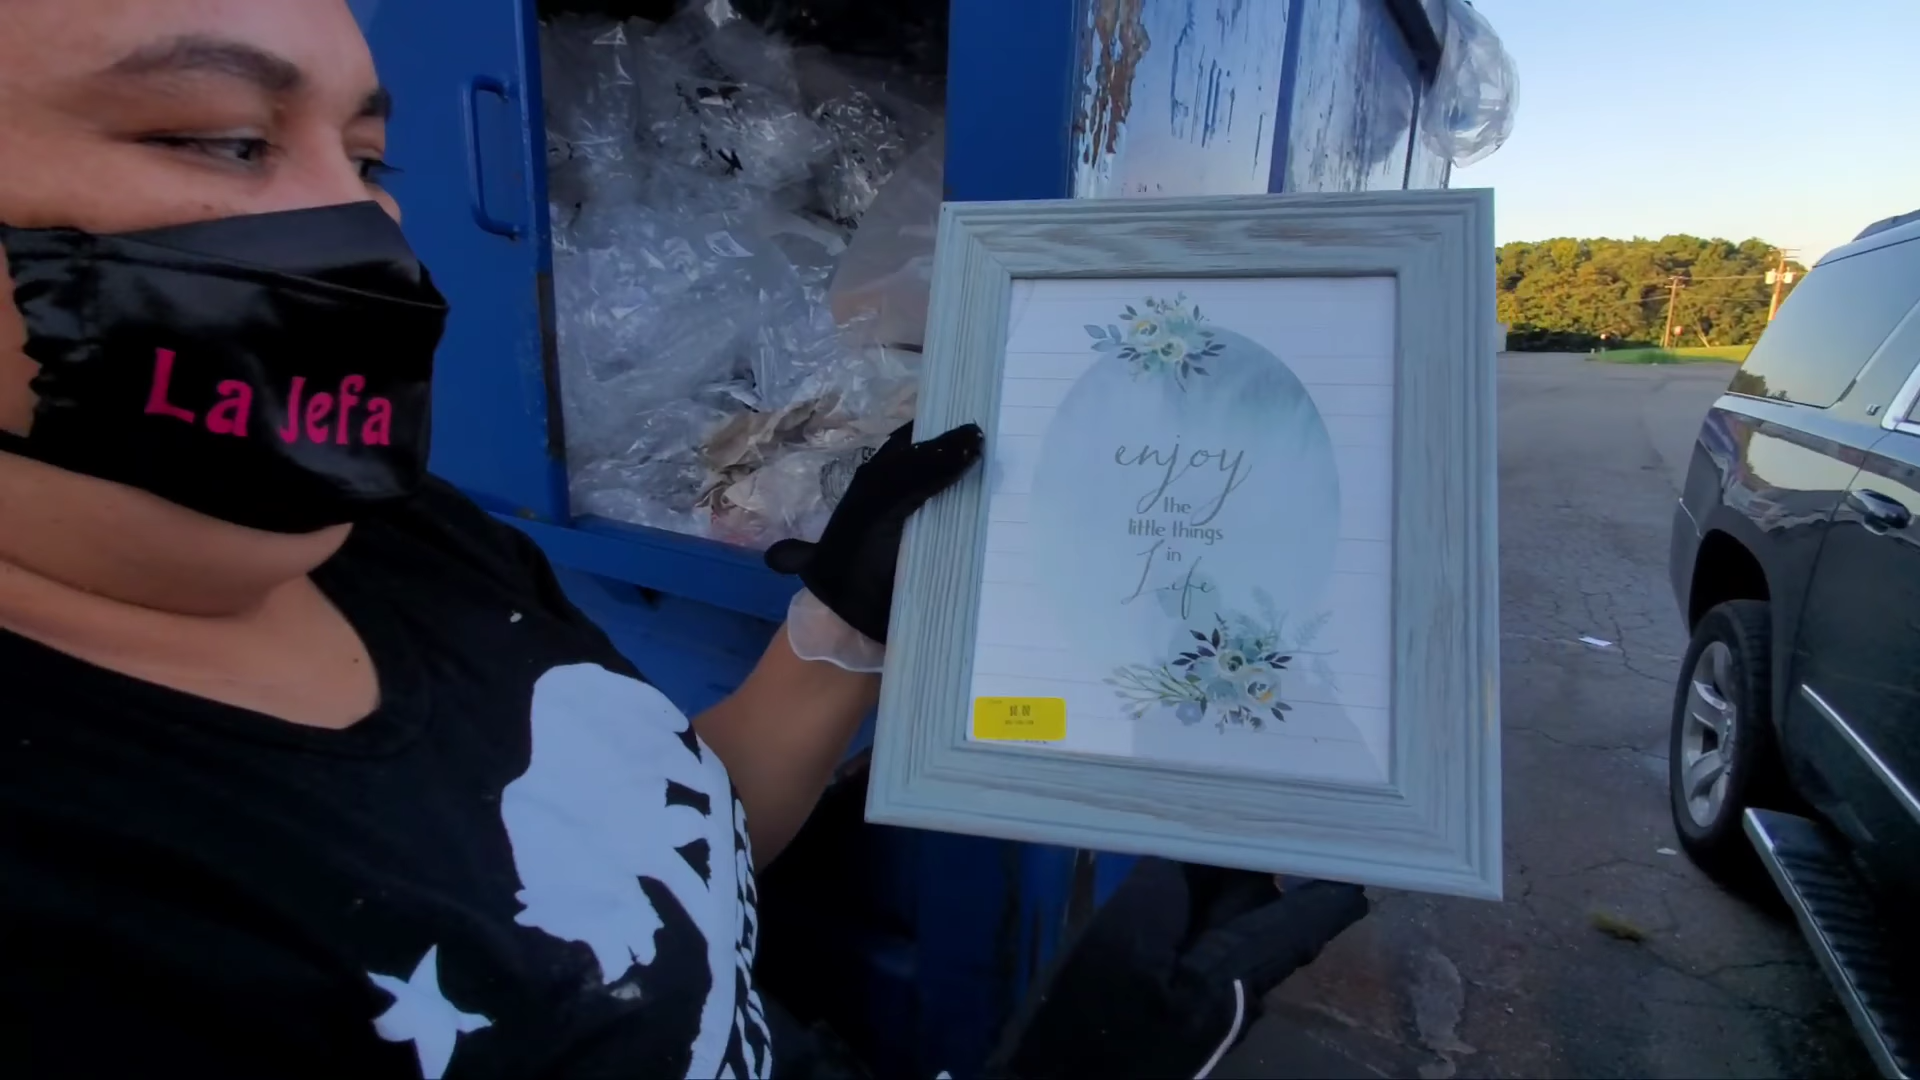 La Jefa
enjoy
the
little things
in
Life